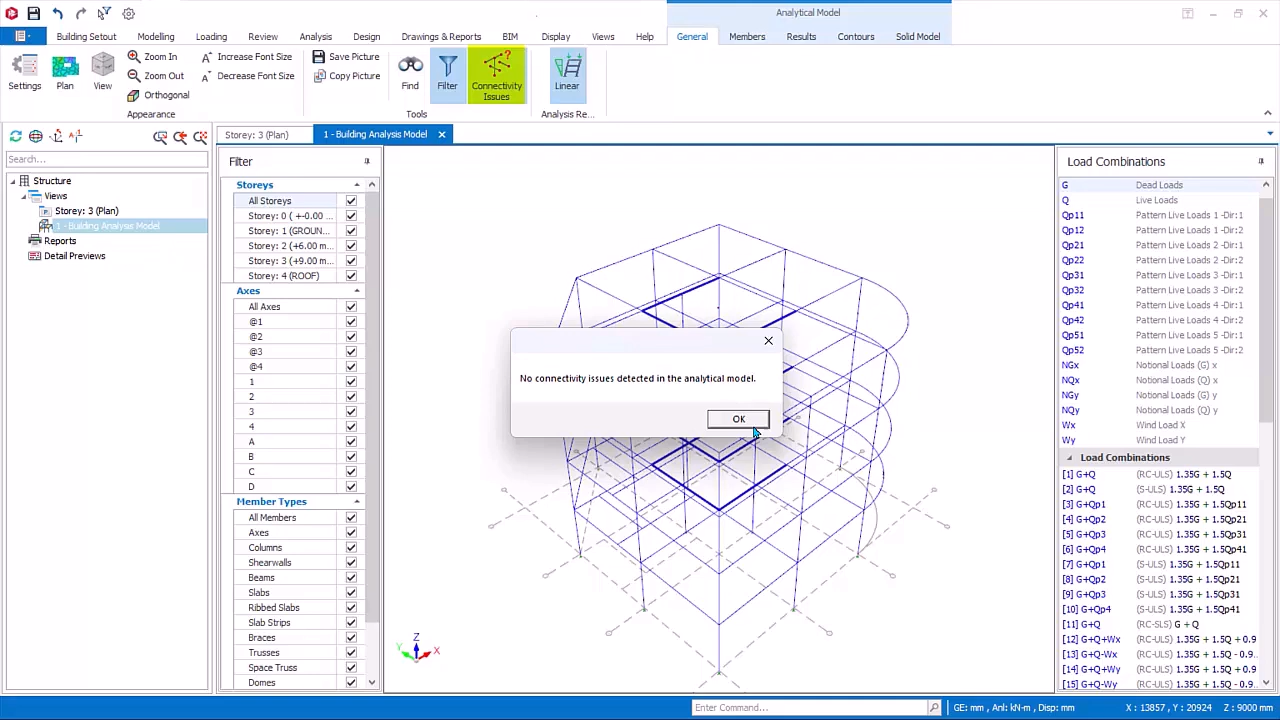 Analytical Model
Building Setout Modelling Loading Review Analysis Design Drawings & Reports BIM Display Views Help General Members Results Contours Solid Model
Settings Plan View
Zoom In Increase Font Size
Zoom Out Decrease Font Size
Orthogonal
Appearance
Save Picture
Copy Picture
Find Filter Connectivity Issues
Tools
Linear
Analysis Re...
Search...
Structure
Views
Storey: 3 (Plan)
1 - Building Analysis Model
Reports
Detail Previews
Storey: 3 (Plan) 1 - Building Analysis Model
Filter
Storeys
All Storeys
Storey: 0 ( +-0.00 ...
Storey: 1 (GROUN...
Storey: 2 (+6.00 m...
Storey: 3 (+9.00 m...
Storey: 4 (ROOF)
Axes
All Axes
@1
@2
@3
@4
1
2
3
4
A
B
C
D
Member Types
All Members
Axes
Columns
Shearwalls
Beams
Slabs
Ribbed Slabs
Slab Strips
Braces
Trusses
Space Truss
Domes
No connectivity issues detected in the analytical model.
OK
Z
Y X
Load Combinations
G Dead Loads
Q Live Loads
Qp11 Pattern Live Loads 1 -Dir:1
Qp12 Pattern Live Loads 1 -Dir:2
Qp21 Pattern Live Loads 2 -Dir:1
Qp22 Pattern Live Loads 2 -Dir:2
Qp31 Pattern Live Loads 3 -Dir:1
Qp32 Pattern Live Loads 3 -Dir:2
Qp41 Pattern Live Loads 4 -Dir:1
Qp42 Pattern Live Loads 4 -Dir:2
Qp51 Pattern Live Loads 5 -Dir:1
Qp52 Pattern Live Loads 5 -Dir:2
NGx Notional Loads (G) x
NQx Notional Loads (Q) x
NGy Notional Loads (G) y
NQy Notional Loads (Q) y
Wx Wind Load X
Wy Wind Load Y
Load Combinations
[1] G+Q (RC-ULS) 1.35G + 1.5Q
[2] G+Q (S-ULS) 1.35G + 1.5Q
[3] G+Qp1 (RC-ULS) 1.35G + 1.5Qp11
[4] G+Qp2 (RC-ULS) 1.35G + 1.5Qp21
[5] G+Qp3 (RC-ULS) 1.35G + 1.5Qp31
[6] G+Qp4 (RC-ULS) 1.35G + 1.5Qp41
[7] G+Qp1 (S-ULS) 1.35G + 1.5Qp11
[8] G+Qp2 (S-ULS) 1.35G + 1.5Qp21
[9] G+Qp3 (S-ULS) 1.35G + 1.5Qp31
[10] G+Qp4 (S-ULS) 1.35G + 1.5Qp41
[11] G+Q (RC-SLS) G + Q
[12] G+Q+Wx (RC-ULS) 1.35G + 1.5Q + 0.9...
[13] G+Q-Wx (RC-ULS) 1.35G + 1.5Q - 0.9...
[14] G+Q+Wy (RC-ULS) 1.35G + 1.5Q + 0.9...
[15] G+Q-Wy (RC-ULS) 1.35G + 1.5Q - 0.9...
Enter Command...
GE: mm, Anl: kN-m , Disp: mm X : 13857, Y : 20924 Z : 9000 mm